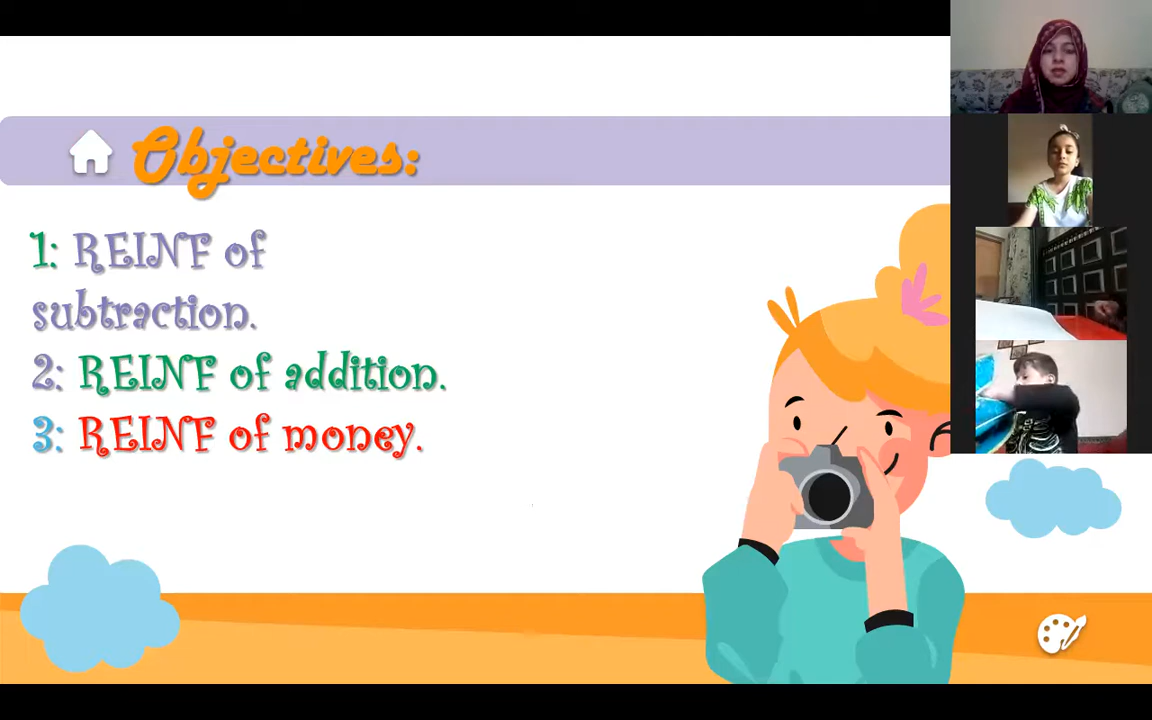 Objectives:
1: REINF of
subtraction.
2: REINF of addition.
3: REINF of money.